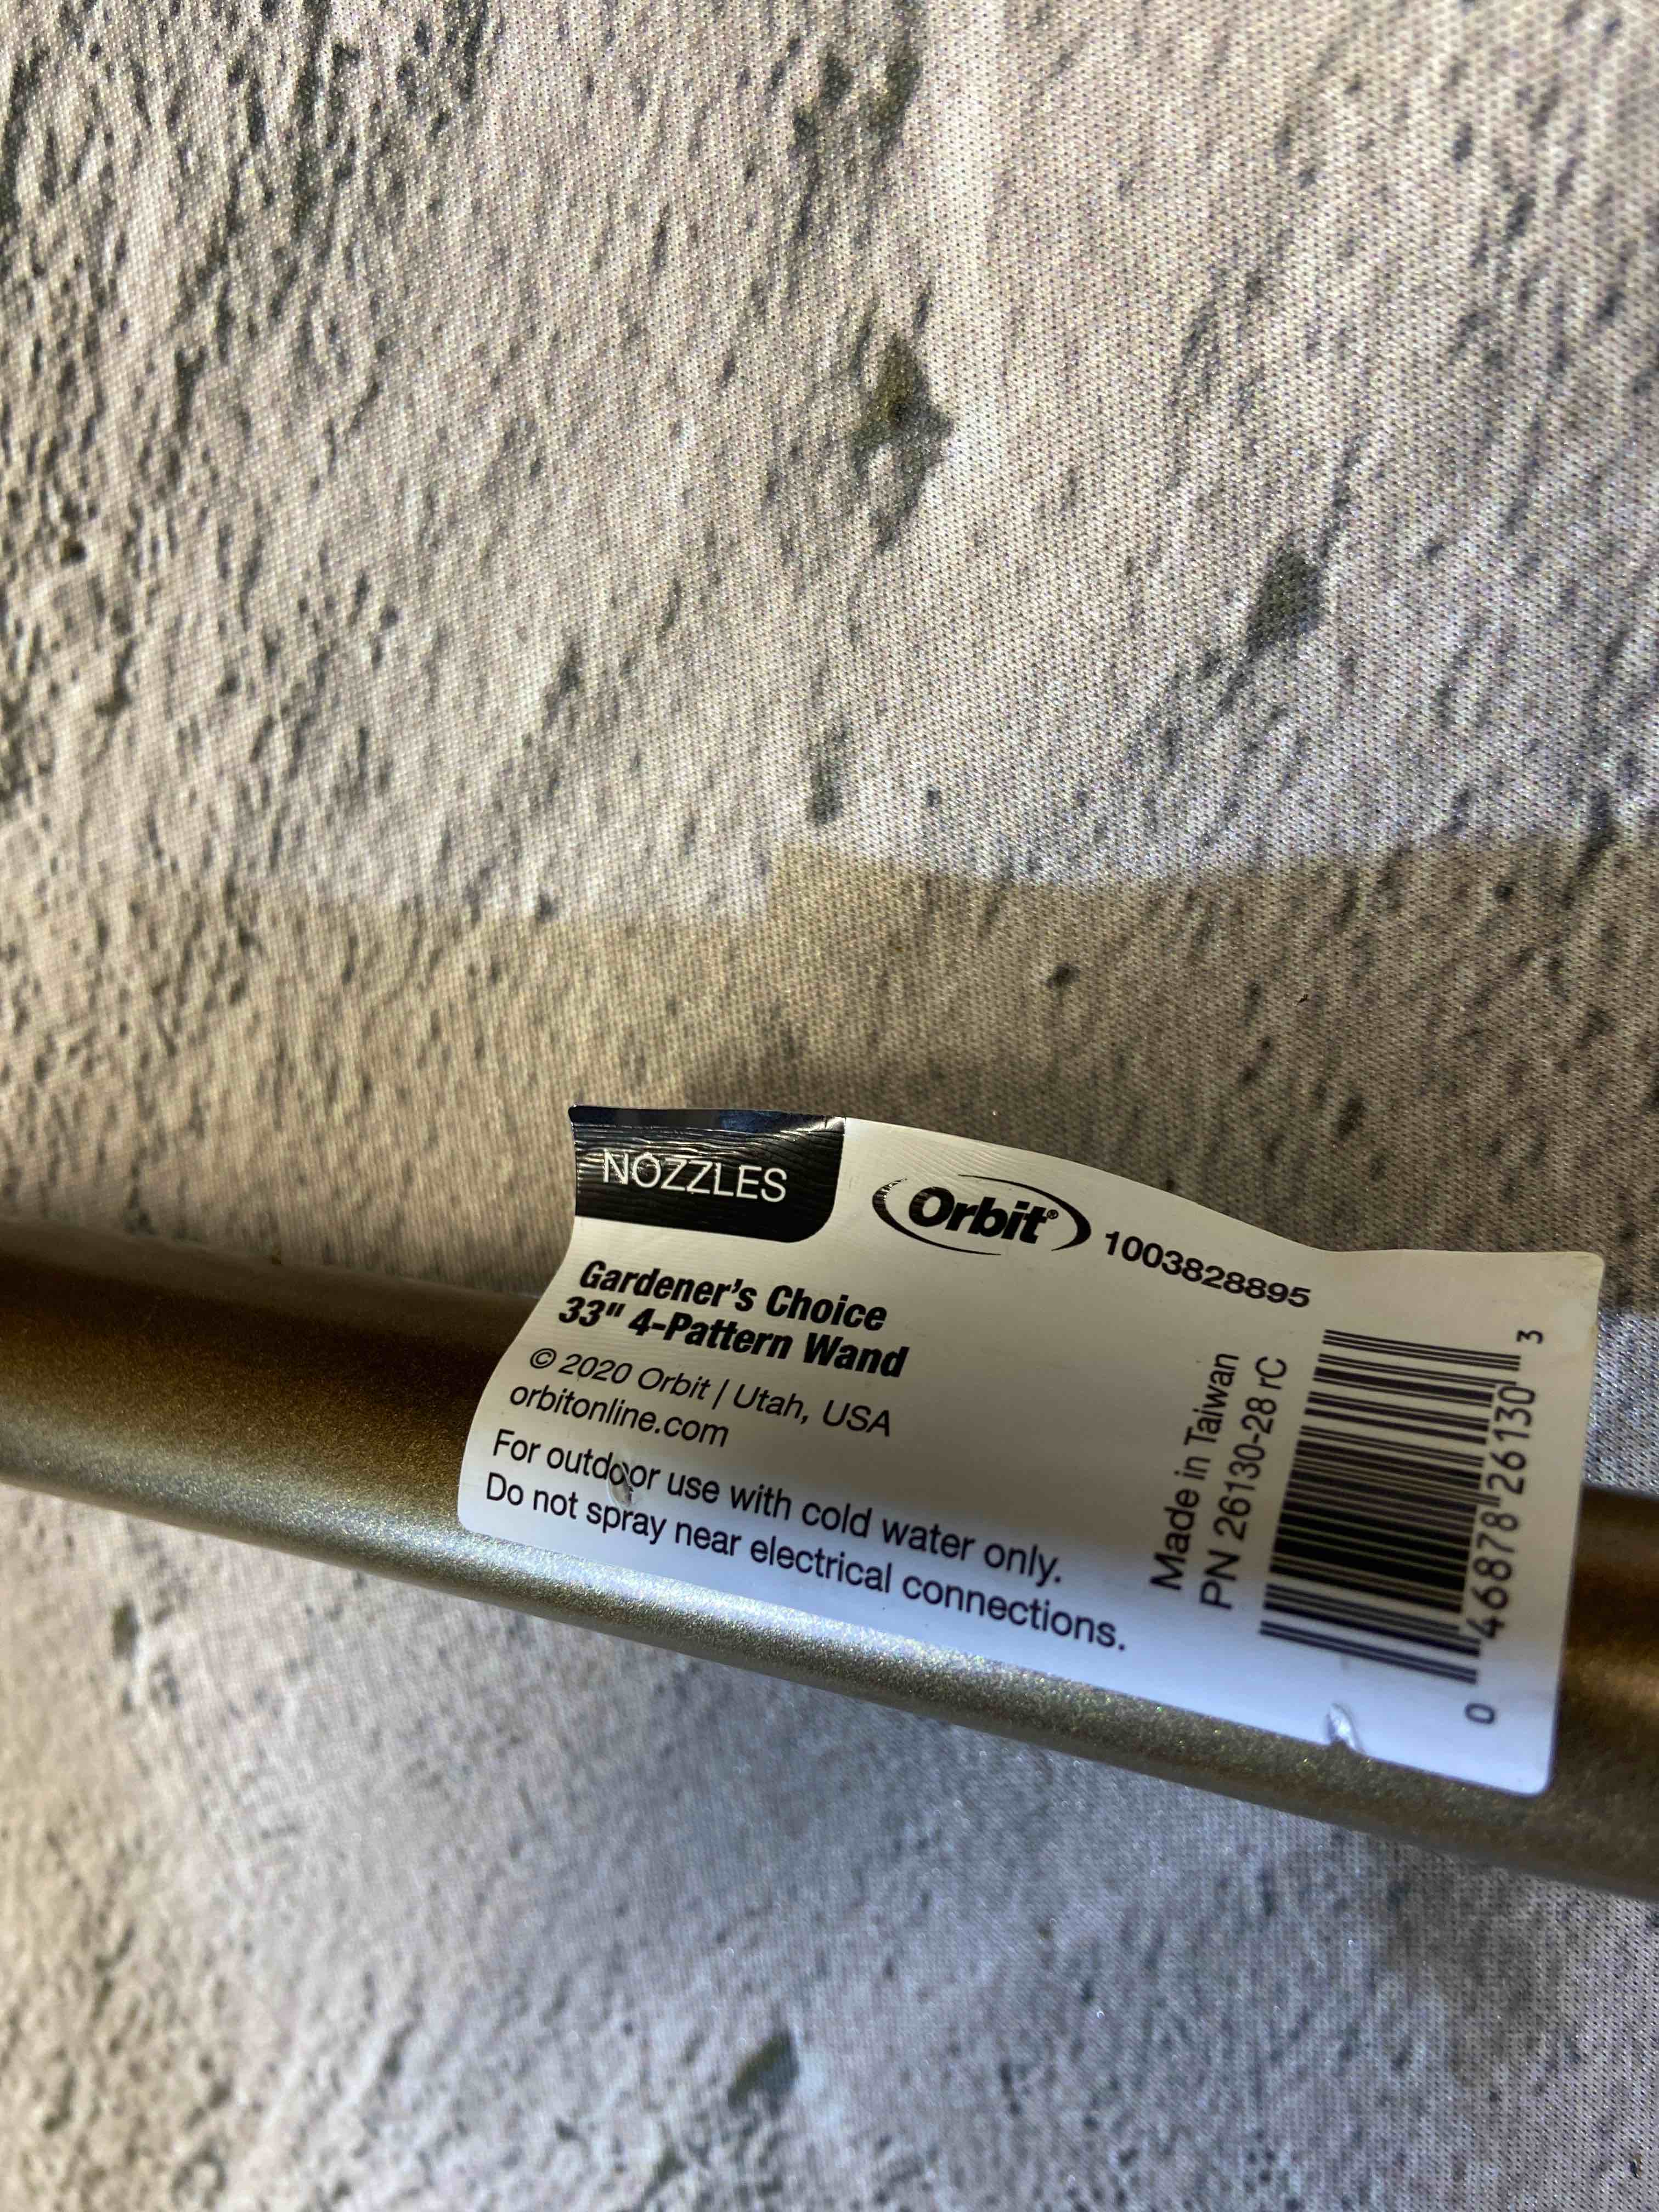 NOZZLES
Orbit® 1003828895
Gardener's Choice
33" 4-Pattern Wand
© 2020 Orbit | Utah, USA
orbitonline.com
For outdoor use with cold water only.
Do not spray near electrical connections.
Made in Taiwan
PN 26130-28 rC
0 46878 26130 3